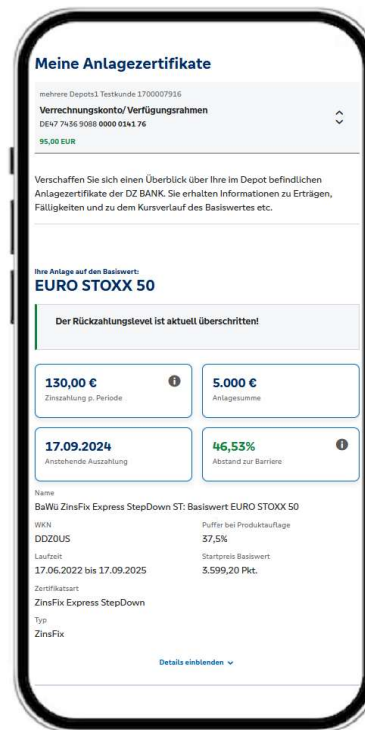 Meine Anlagezertifikate
mehrere Depots1 Testkunde 1700007916
Verrechnungskonto/Verfügungsrahmen
DE47 7436 9088 0000 0141 76
95,00 EUR
Verschaffen Sie sich einen Überblick über Ihre im Depot befindlichen
Anlagezertifikate der DZ BANK. Sie erhalten Informationen zu Erträgen,
Fälligkeiten und zu dem Kursverlauf des Basiswertes etc.
Ihre Anlage auf den Basiswert:
EURO STOXX 50
Der Rückzahlungslevel ist aktuell überschritten!
130,00 €
Zinszahlung p. Periode
5.000 €
Anlagesumme
17.09.2024
Anstehende Auszahlung
46,53%
Abstand zur Barriere
Name
BaWü ZinsFix Express StepDown ST: Basiswert EURO STOXX 50
WKN
DDZ0US
Puffer bei Produktauflage
37,5%
Laufzeit
17.06.2022 bis 17.09.2025
Startpreis Basiswert
3.599,20 Pkt.
Zertifikatsart
ZinsFix Express StepDown
Typ
ZinsFix
Details einblenden